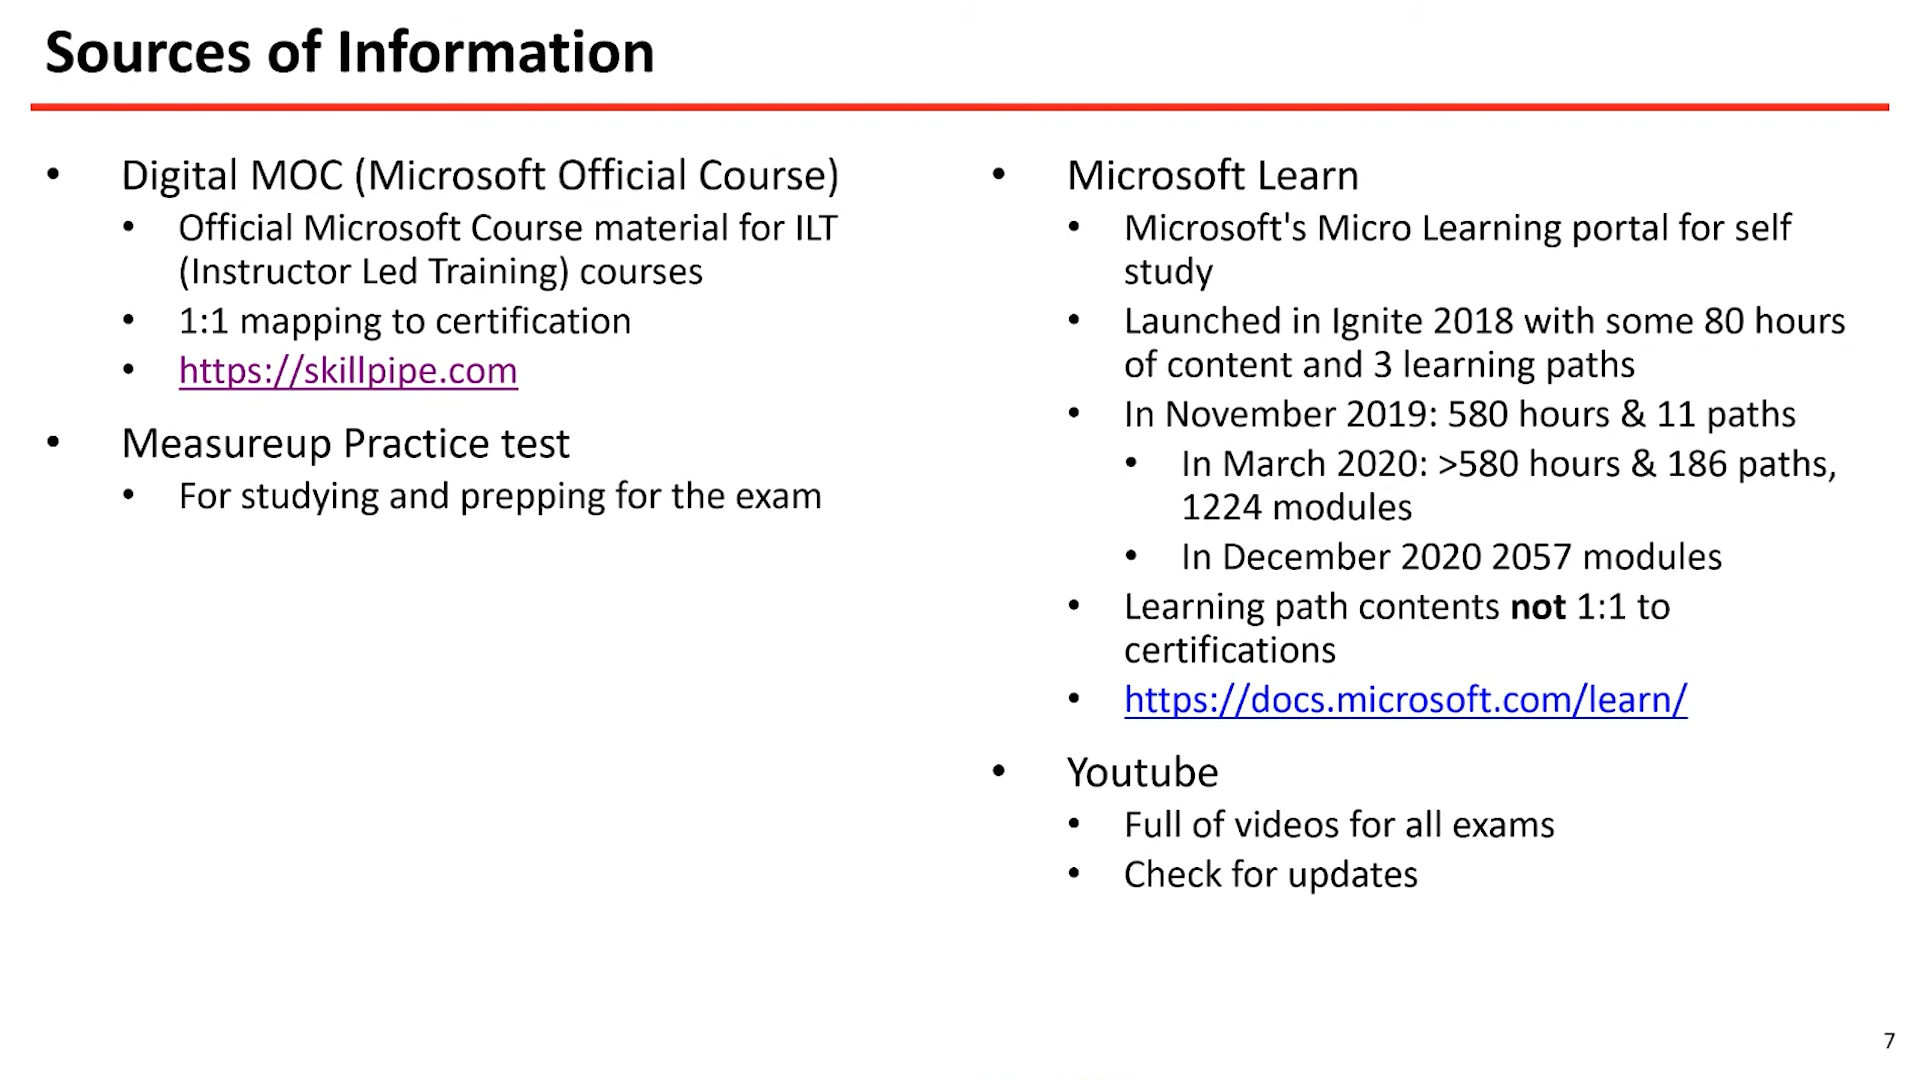 Sources of Information
• Digital MOC (Microsoft Official Course)
• Official Microsoft Course material for ILT
(Instructor Led Training) courses
• 1:1 mapping to certification
• https://skillpipe.com
• Measureup Practice test
• For studying and prepping for the exam
• Microsoft Learn
• Microsoft's Micro Learning portal for self
study
• Launched in Ignite 2018 with some 80 hours
of content and 3 learning paths
• In November 2019: 580 hours & 11 paths
• In March 2020: >580 hours & 186 paths,
1224 modules
• In December 2020 2057 modules
• Learning path contents not 1:1 to
certifications
• https://docs.microsoft.com/learn/
• Youtube
• Full of videos for all exams
• Check for updates
7